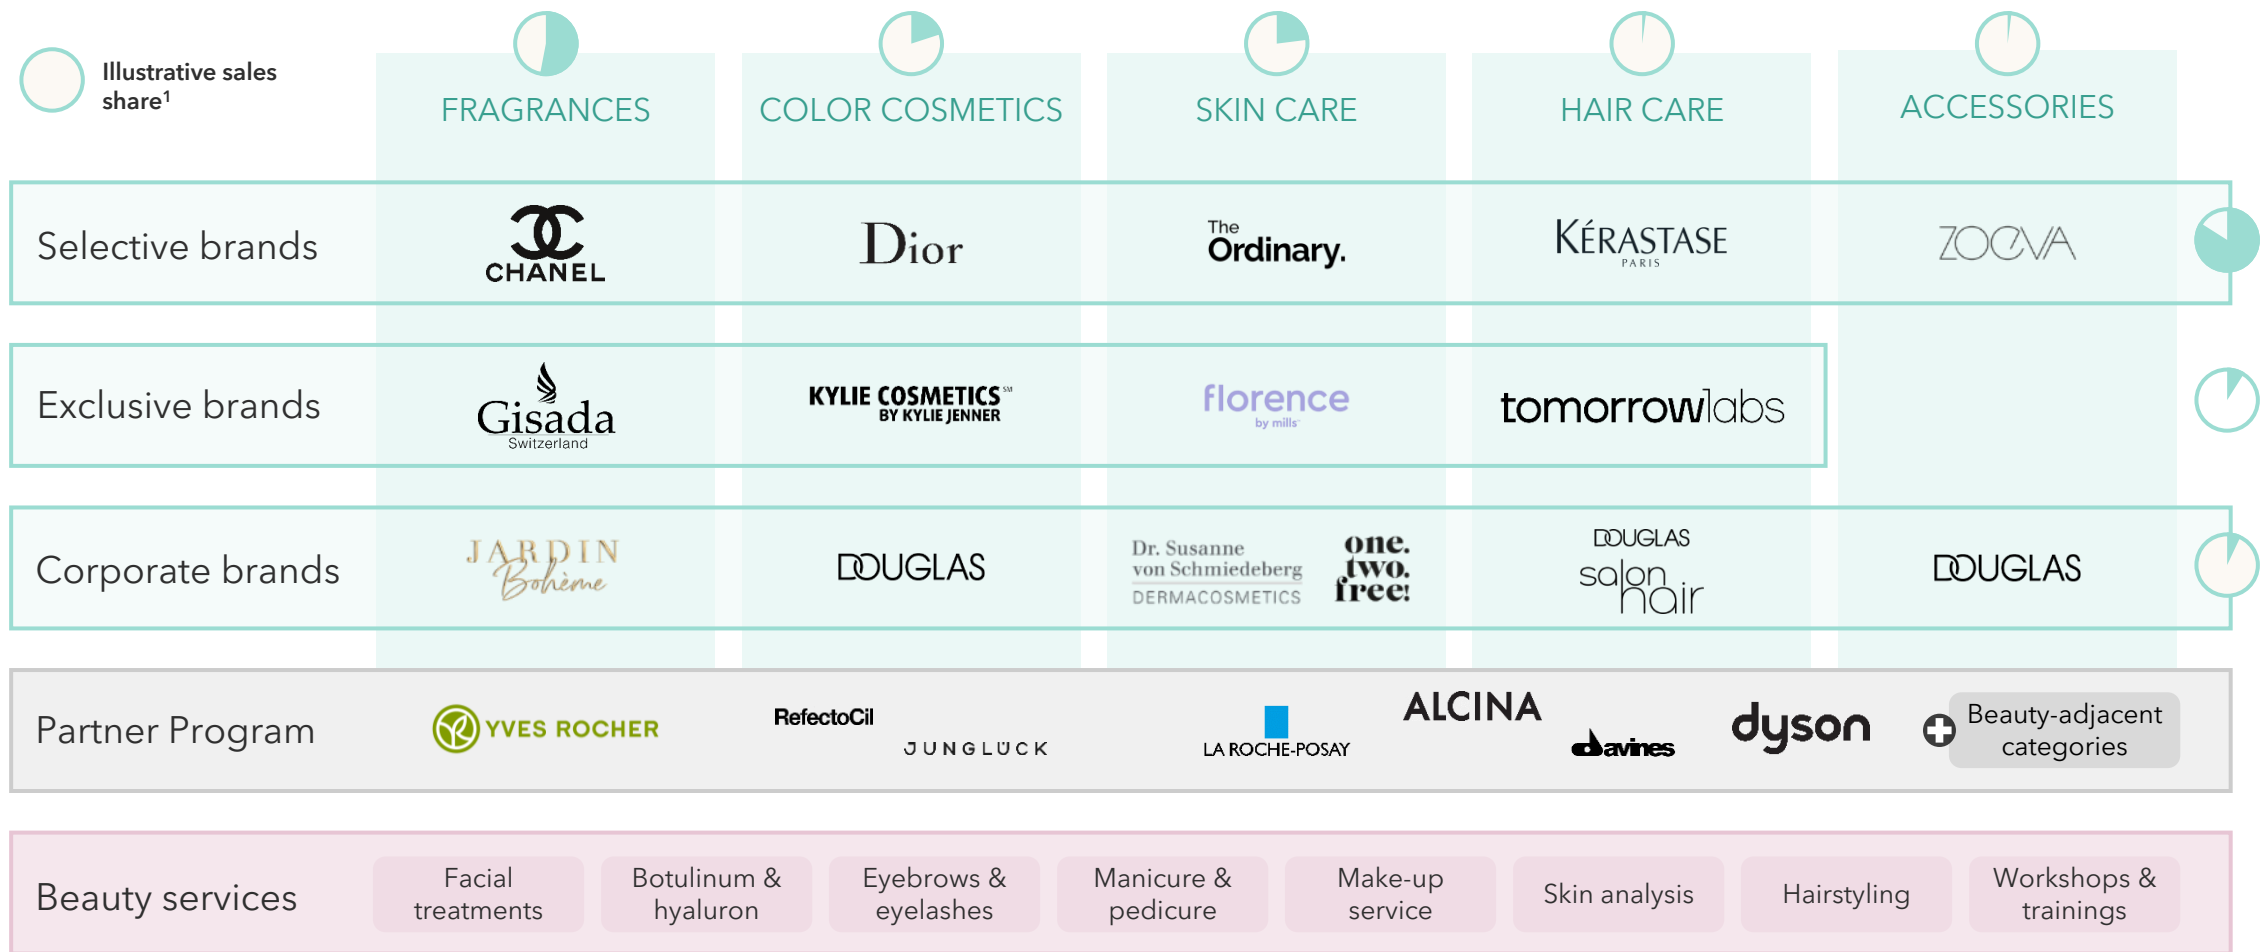 Illustrative sales
share¹
FRAGRANCES
COLOR COSMETICS
SKIN CARE
HAIR CARE
ACCESSORIES
Selective brands
CHANEL
Dior
The
Ordinary.
KÉRASTASE
PARIS
ZOEVA
Exclusive brands
Gisada
Switzerland
KYLIE COSMETICS℠
BY KYLIE JENNER
florence
by mills
tomorrowlabs
Corporate brands
JARDIN
Bohème
DOUGLAS
Dr. Susanne
von Schmiedeberg
DERMACOSMETICS
one.
two.
free!
DOUGLAS
salon
hair
DOUGLAS
Partner Program
YVES ROCHER
RefectoCil
JUNGLÜCK
LA ROCHE-POSAY
ALCINA
davines
dyson
Beauty-adjacent
categories
Beauty services
Facial
treatments
Botulinum &
hyaluron
Eyebrows &
eyelashes
Manicure &
pedicure
Make-up
service
Skin analysis
Hairstyling
Workshops &
trainings